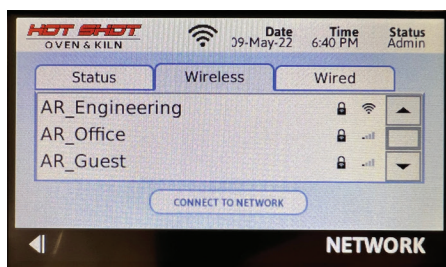 HOT SHOT
OVEN & KILN
Date
09-May-22
Time
6:40 PM
Status
Admin
Status
Wireless
Wired
AR_Engineering
AR_Office
AR_Guest
CONNECT TO NETWORK
NETWORK